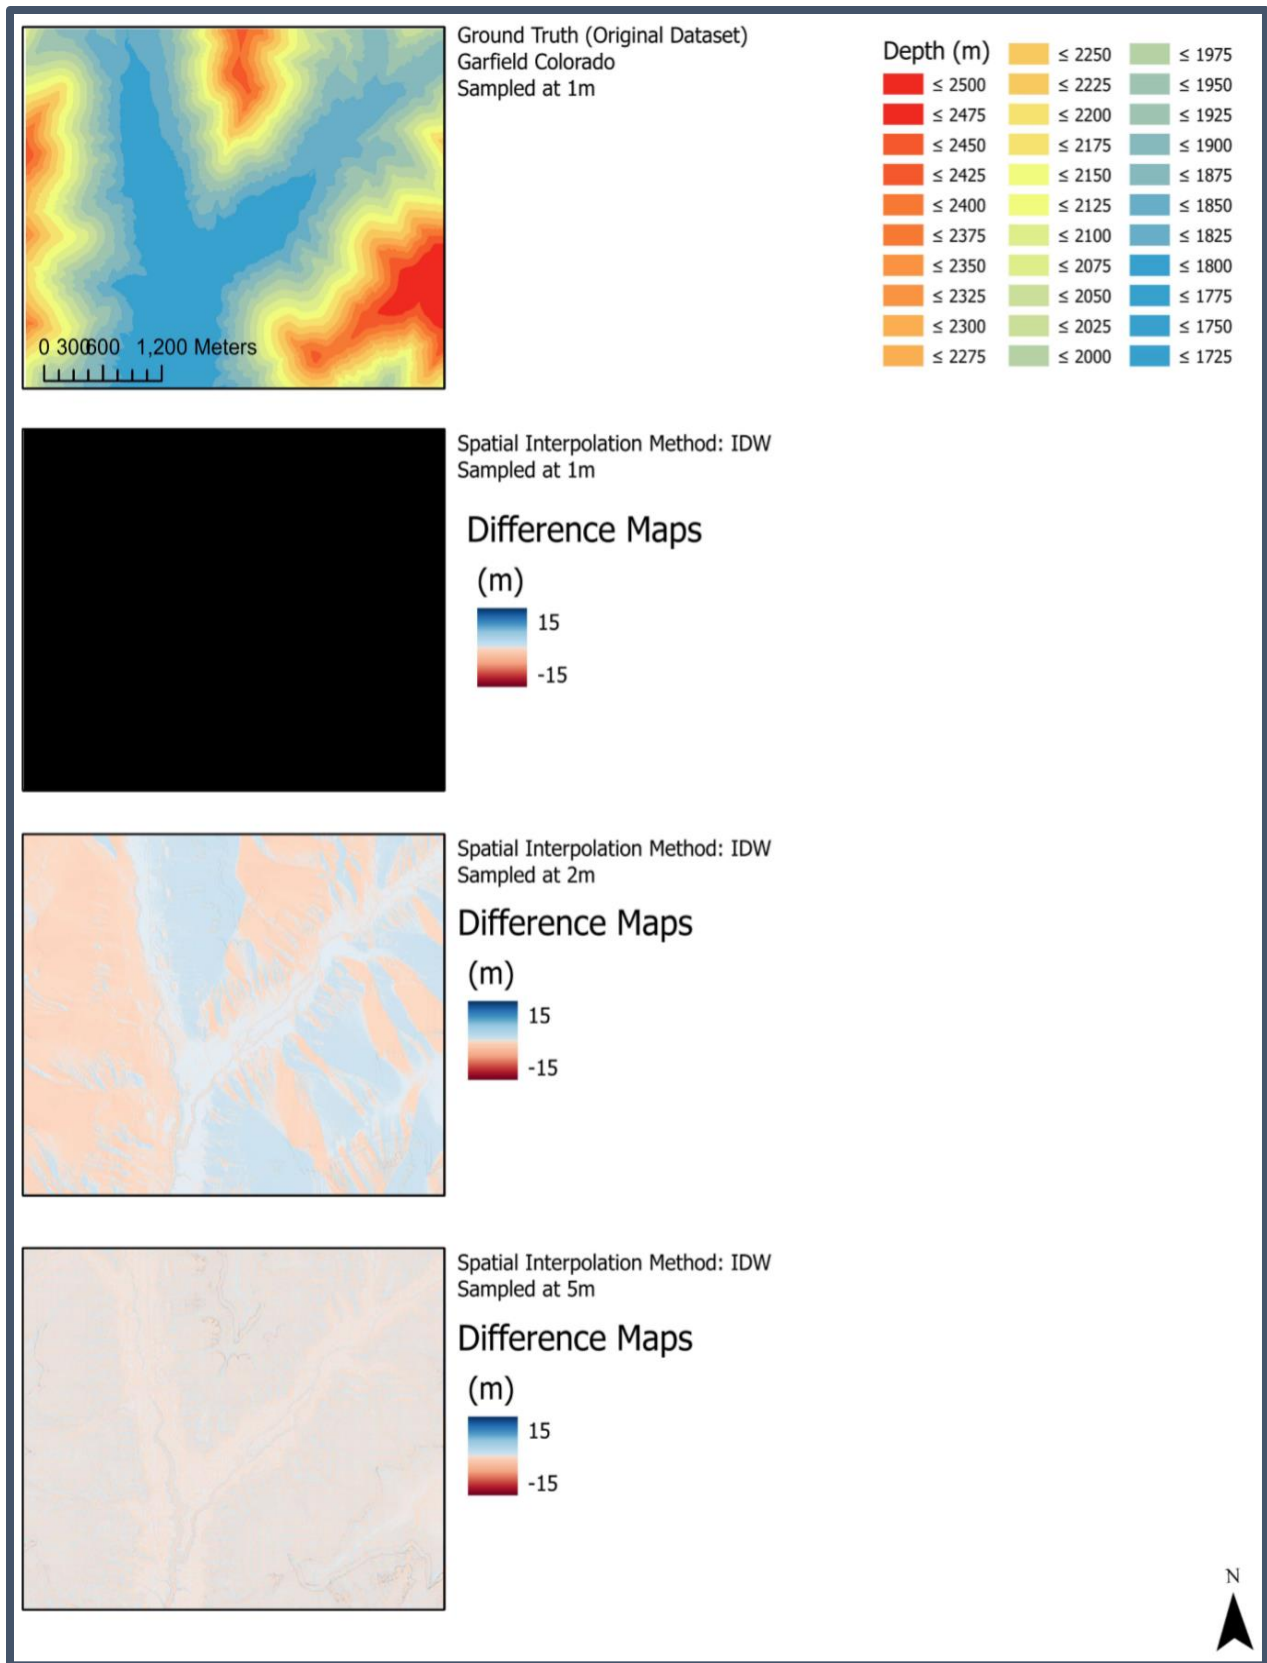 Ground Truth (Original Dataset)
Garfield Colorado
Sampled at 1m
0 300600 1,200 Meters
Depth (m)
≤ 2500
≤ 2475
≤ 2450
≤ 2425
≤ 2400
≤ 2375
≤ 2350
≤ 2325
≤ 2300
≤ 2275
≤ 2250
≤ 2225
≤ 2200
≤ 2175
≤ 2150
≤ 2125
≤ 2100
≤ 2075
≤ 2050
≤ 2025
≤ 2000
≤ 1975
≤ 1950
≤ 1925
≤ 1900
≤ 1875
≤ 1850
≤ 1825
≤ 1800
≤ 1775
≤ 1750
≤ 1725
Spatial Interpolation Method: IDW
Sampled at 1m
Difference Maps
(m)
15
-15
Spatial Interpolation Method: IDW
Sampled at 2m
Difference Maps
(m)
15
-15
Spatial Interpolation Method: IDW
Sampled at 5m
Difference Maps
(m)
15
-15
N